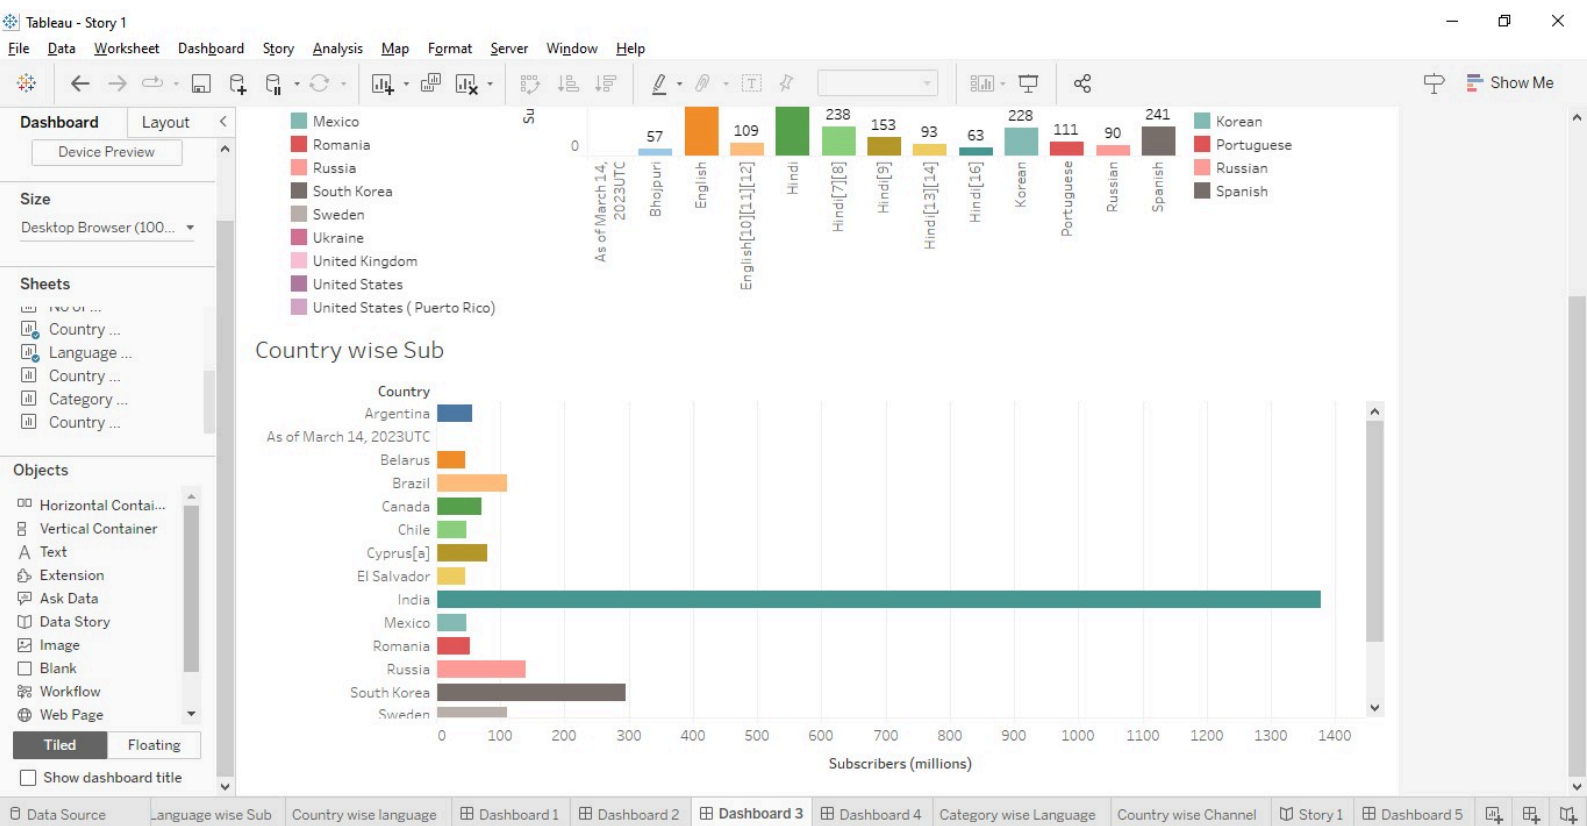 Tableau - Story 1
File Data Worksheet Dashboard Story Analysis Map Format Server Window Help
Show Me
Dashboard Layout
Device Preview
Size
Desktop Browser (100...
Sheets
Country ...
Language ...
Country ...
Category ...
Country ...
Objects
Horizontal Contai...
Vertical Container
Text
Extension
Ask Data
Data Story
Image
Blank
Workflow
Web Page
Tiled Floating
Show dashboard title
Mexico
Romania
Russia
South Korea
Sweden
Ukraine
United Kingdom
United States
United States ( Puerto Rico)
Su
0
57 109 238 153 93 63 228 111 90 241
As of March 14,
2023UTC
Bhojpuri
English
English[10][11][12]
Hindi
Hindi[7][8]
Hindi[9]
Hindi[13][14]
Hindi[16]
Korean
Portuguese
Russian
Spanish
Korean
Portuguese
Russian
Spanish
Country wise Sub
Country
Argentina
As of March 14, 2023UTC
Belarus
Brazil
Canada
Chile
Cyprus[a]
El Salvador
India
Mexico
Romania
Russia
South Korea
Sweden
0 100 200 300 400 500 600 700 800 900 1000 1100 1200 1300 1400
Subscribers (millions)
Data Source Language wise Sub Country wise language Dashboard 1 Dashboard 2 Dashboard 3 Dashboard 4 Category wise Language Country wise Channel Story 1 Dashboard 5